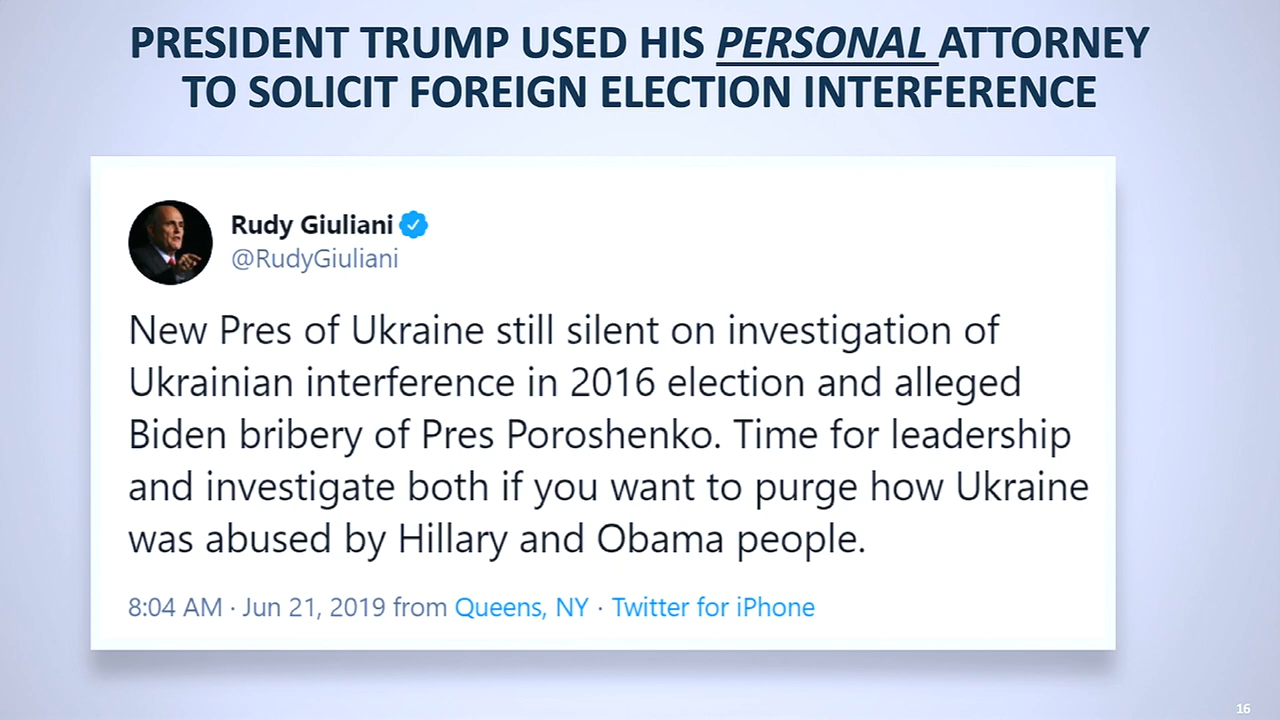 PRESIDENT TRUMP USED HIS PERSONAL ATTORNEY
TO SOLICIT FOREIGN ELECTION INTERFERENCE
Rudy Giuliani
@RudyGiuliani
New Pres of Ukraine still silent on investigation of
Ukrainian interference in 2016 election and alleged
Biden bribery of Pres Poroshenko. Time for leadership
and investigate both if you want to purge how Ukraine
was abused by Hillary and Obama people.
8:04 AM · Jun 21, 2019 from Queens, NY · Twitter for iPhone
16